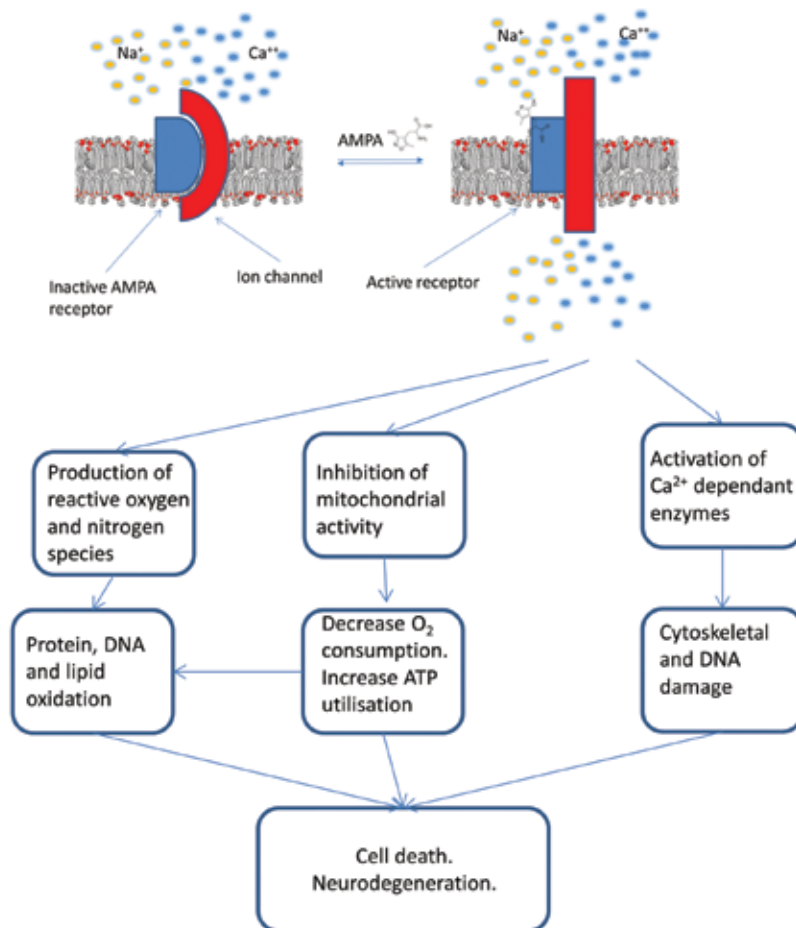 Na⁺
Ca⁺⁺
Na⁺
Ca⁺⁺
AMPA
Inactive AMPA
receptor
Ion channel
Active receptor
Production of
reactive oxygen
and nitrogen
species
Inhibition of
mitochondrial
activity
Activation of
Ca²⁺ dependant
enzymes
Protein, DNA
and lipid
oxidation
Decrease O₂
consumption.
Increase ATP
utilisation
Cytoskeletal
and DNA
damage
Cell death.
Neurodegeneration.